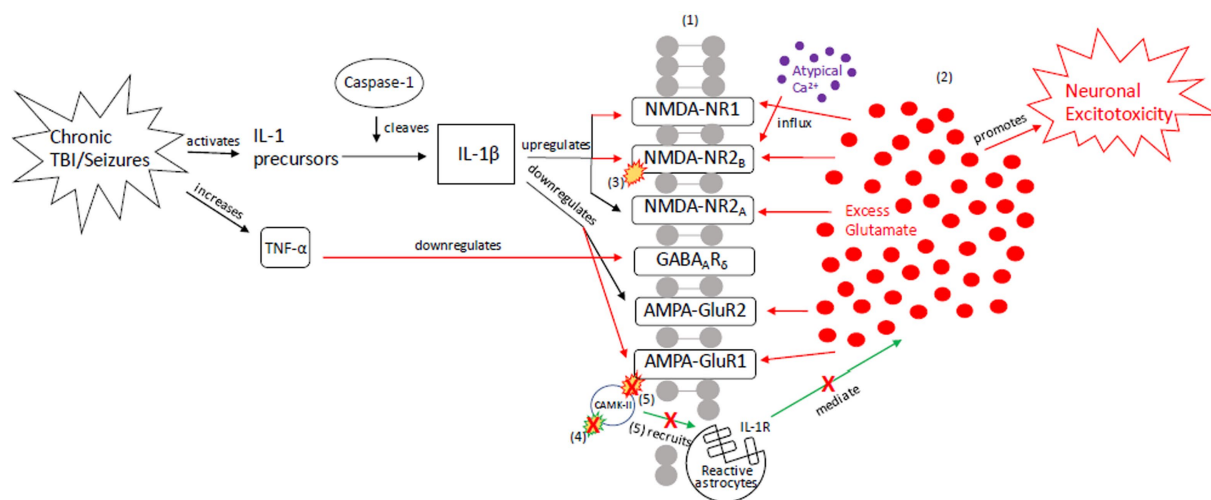 (1)
Caspase-1
Atypical
Ca²⁺
(2)
Neuronal
Excitotoxicity
promotes
NMDA-NR1
influx
Chronic
TBI/Seizures
activates
IL-1
precursors
cleaves
IL-1β
upregulates
NMDA-NR2B
(3)
downregulates
increases
NMDA-NR2A
Excess
Glutamate
TNF-α
downregulates
GABAARδ
AMPA-GluR2
AMPA-GluR1
CAMK-II
(5)
(4)
(5) recruits
IL-1R
mediate
Reactive
astrocytes